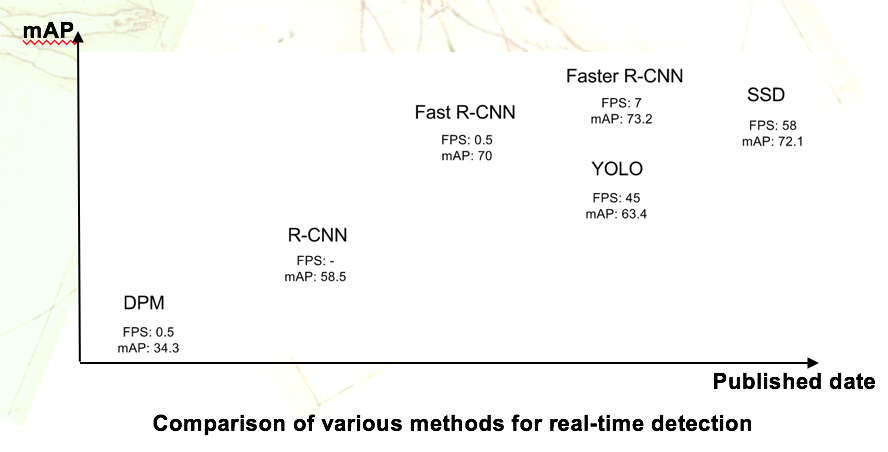 mAP
Faster R-CNN
FPS: 7
mAP: 73.2
SSD
FPS: 58
mAP: 72.1
Fast R-CNN
FPS: 0.5
mAP: 70
YOLO
FPS: 45
mAP: 63.4
R-CNN
FPS: -
mAP: 58.5
DPM
FPS: 0.5
mAP: 34.3
Published date
Comparison of various methods for real-time detection